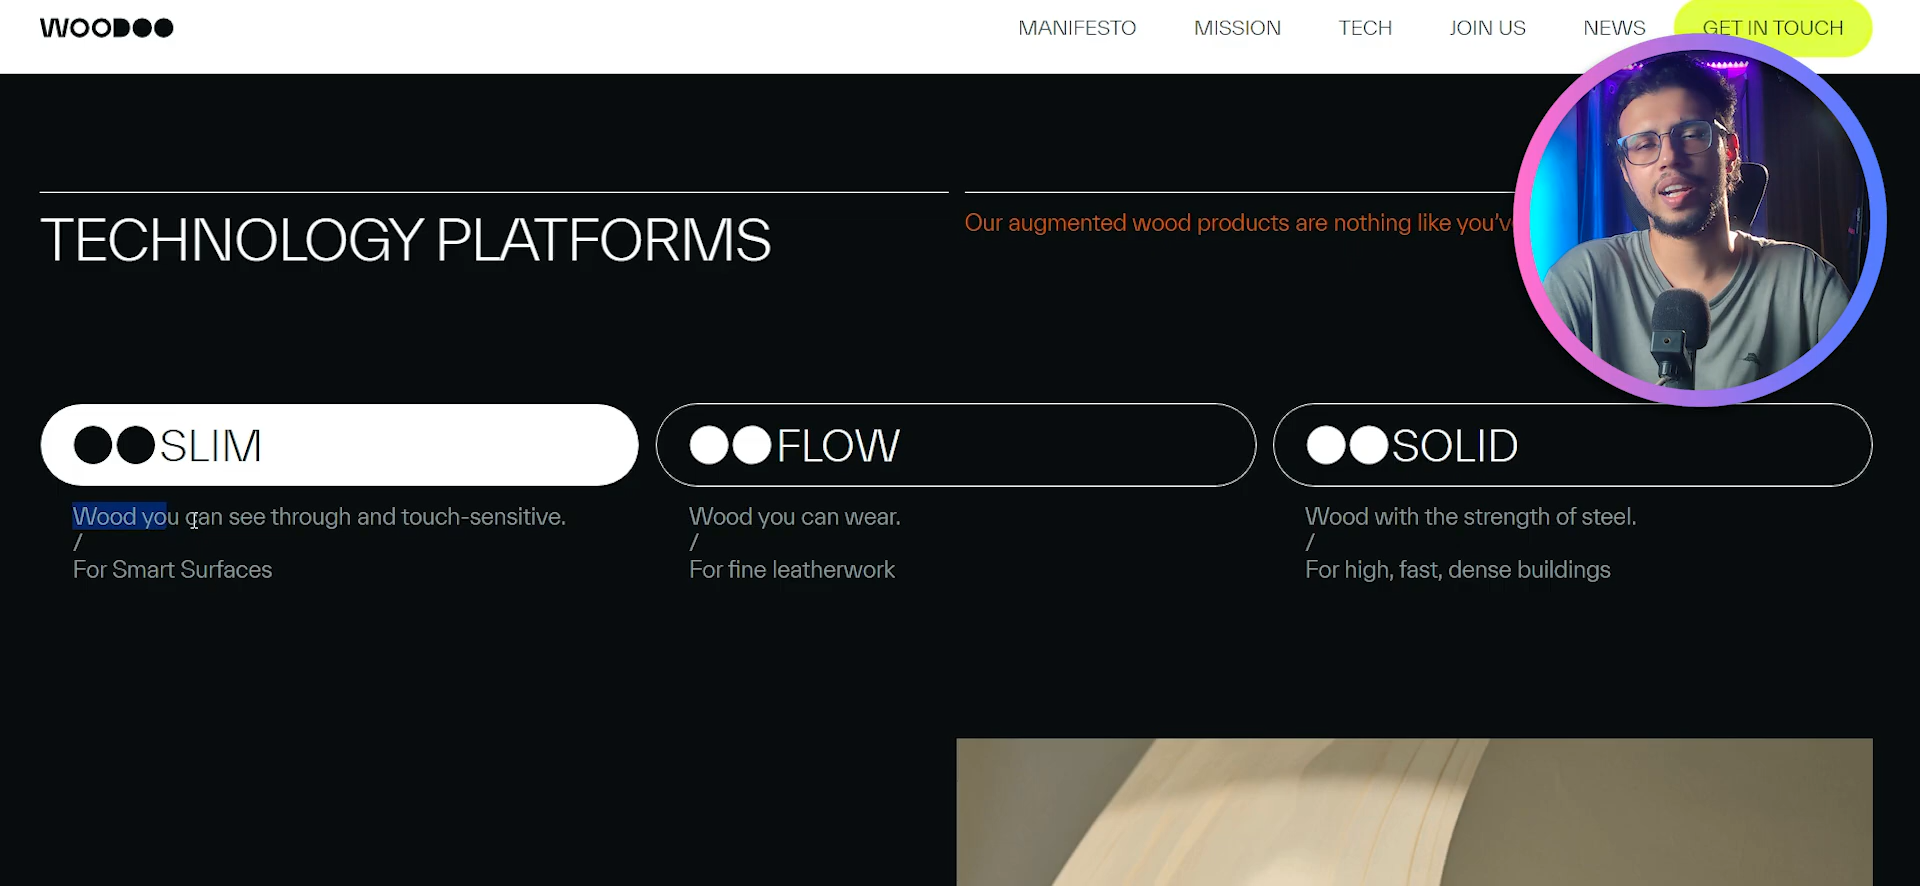 WOODOO
MANIFESTO
MISSION
TECH
JOIN US
NEWS
GET IN TOUCH
TECHNOLOGY PLATFORMS
Our augmented wood products are nothing like
SLIM
Wood you can see through and touch-sensitive.
/
For Smart Surfaces
FLOW
Wood you can wear.
/
For fine leatherwork
SOLID
Wood with the strength of steel.
/
For high, fast, dense buildings